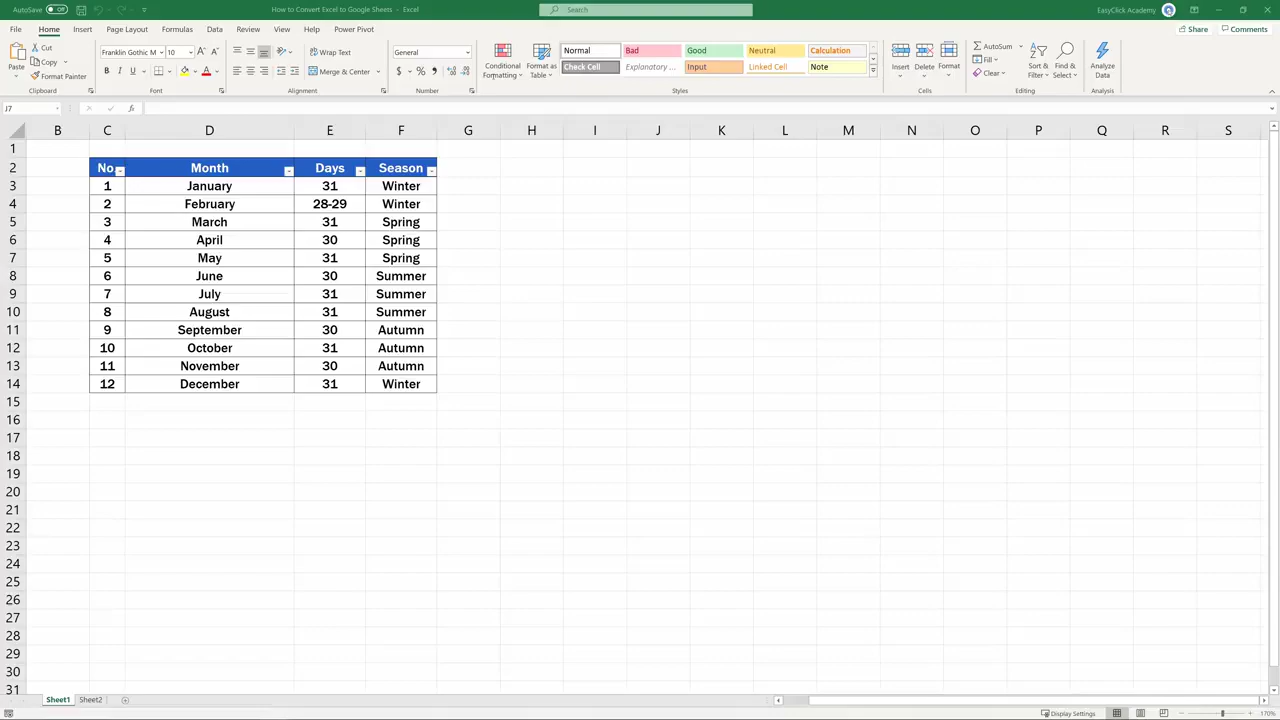 AutoSave Off How to Convert Excel to Google Sheets - Excel Search EasyClick Academy
File Home Insert Page Layout Formulas Data Review View Help Power Pivot Share Comments
Paste Cut Copy Format Painter Clipboard
Franklin Gothic M 10 B I U A A Font
Wrap Text Merge & Center Alignment
General $ % , Number
Conditional Formatting Format as Table
Normal Bad Good Neutral Calculation
Check Cell Explanatory ... Input Linked Cell Note
Styles
Insert Delete Format Cells
AutoSum Fill Clear Sort & Filter Find & Select Editing
Analyze Data Analysis
J7 fx
B C D E F G H I J K L M N O P Q R S
1
2 No. Month Days Season
3 1 January 31 Winter
4 2 February 28-29 Winter
5 3 March 31 Spring
6 4 April 30 Spring
7 5 May 31 Spring
8 6 June 30 Summer
9 7 July 31 Summer
10 8 August 31 Summer
11 9 September 30 Autumn
12 10 October 31 Autumn
13 11 November 30 Autumn
14 12 December 31 Winter
15
16
17
18
19
20
21
22
23
24
25
26
27
28
29
30
31
Sheet1 Sheet2
Display Settings 170%